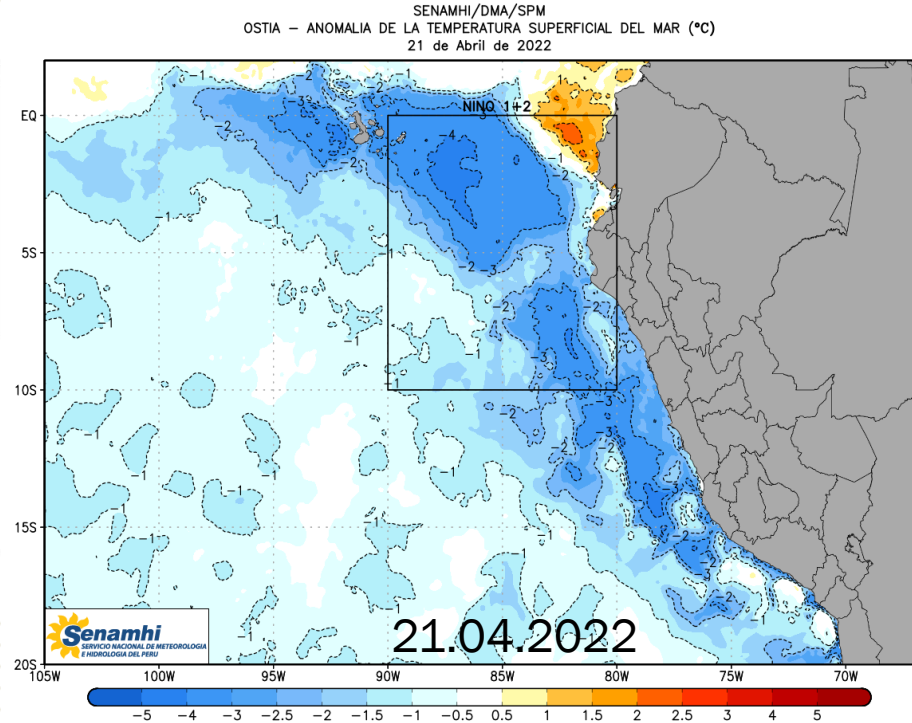 SENAMHI/DMA/SPM
OSTIA – ANOMALIA DE LA TEMPERATURA SUPERFICIAL DEL MAR (ºC)
21 de Abril de 2022
NINO 1+2
EQ
5S
10S
15S
20S
Senamhi
SERVICIO NACIONAL DE METEOROLOGIA
E HIDROLOGIA DEL PERU
21.04.2022
105W 100W 95W 90W 85W 80W 75W 70W
−5 −4 −3 −2.5 −2 −1.5 −1 −0.5 0.5 1 1.5 2 2.5 3 4 5